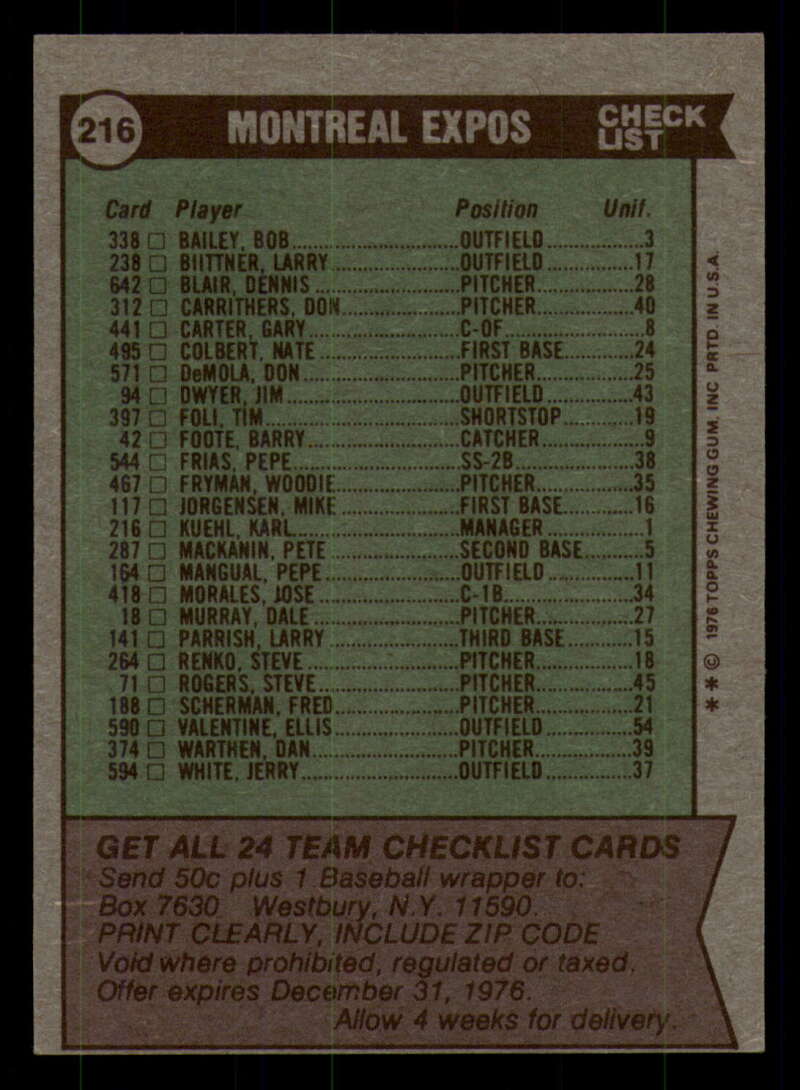 216 MONTREAL EXPOS CHECK LIST
Card Player Position Unif.
338 □ BAILEY, BOB....................OUTFIELD...............3
238 □ BIITTNER, LARRY....................OUTFIELD...............17
642 □ BLAIR, DENNIS....................PITCHER...............28
312 □ CARRITHERS, DON....................PITCHER...............40
441 □ CARTER, GARY....................C-OF...............8
495 □ COLBERT, NATE....................FIRST BASE...............24
571 □ DeMOLA, DON....................PITCHER...............25
94 □ DWYER, JIM....................OUTFIELD...............43
397 □ FOLI, TIM....................SHORTSTOP...............19
42 □ FOOTE, BARRY....................CATCHER...............9
544 □ FRIAS, PEPE....................SS-2B...............38
467 □ FRYMAN, WOODIE....................PITCHER...............35
117 □ JORGENSEN, MIKE....................FIRST BASE...............16
216 □ KUEHL, KARL....................MANAGER...............1
287 □ MACKANIN, PETE....................SECOND BASE...............5
164 □ MANGUAL, PEPE....................OUTFIELD...............11
418 □ MORALES, JOSE....................C-1B...............34
18 □ MURRAY, DALE....................PITCHER...............27
141 □ PARRISH, LARRY....................THIRD BASE...............15
264 □ RENKO, STEVE....................PITCHER...............18
71 □ ROGERS, STEVE....................PITCHER...............45
188 □ SCHERMAN, FRED....................PITCHER...............21
590 □ VALENTINE, ELLIS....................OUTFIELD...............54
374 □ WARTHEN, DAN....................PITCHER...............39
594 □ WHITE, JERRY....................OUTFIELD...............37
* * © 1976 TOPPS CHEWING GUM, INC. PRTD. IN U.S.A.
GET ALL 24 TEAM CHECKLIST CARDS
Send 50c plus 1 Baseball wrapper to:
Box 7630 Westbury, N.Y. 11590.
PRINT CLEARLY, INCLUDE ZIP CODE
Void where prohibited, regulated or taxed.
Offer expires December 31, 1976.
Allow 4 weeks for delivery.